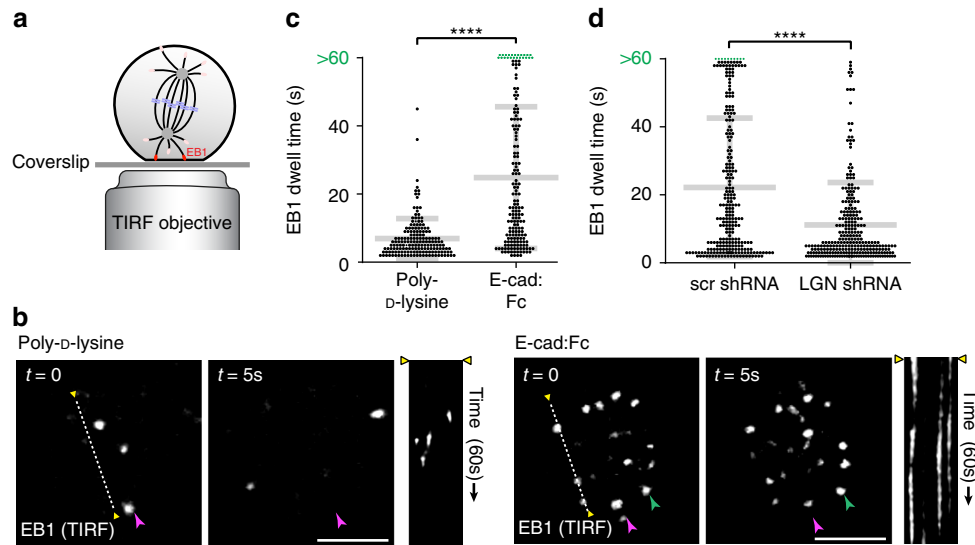 a
Coverslip
EB1
TIRF objective
c
****
>60
40
20
0
EB1 dwell time (s)
Poly-
D-lysine
E-cad:
Fc
d
****
>60
40
20
0
EB1 dwell time (s)
scr shRNA
LGN shRNA
b
Poly-D-lysine
t = 0
EB1 (TIRF)
t = 5s
Time (60s)
E-cad:Fc
t = 0
EB1 (TIRF)
t = 5s
Time (60s)